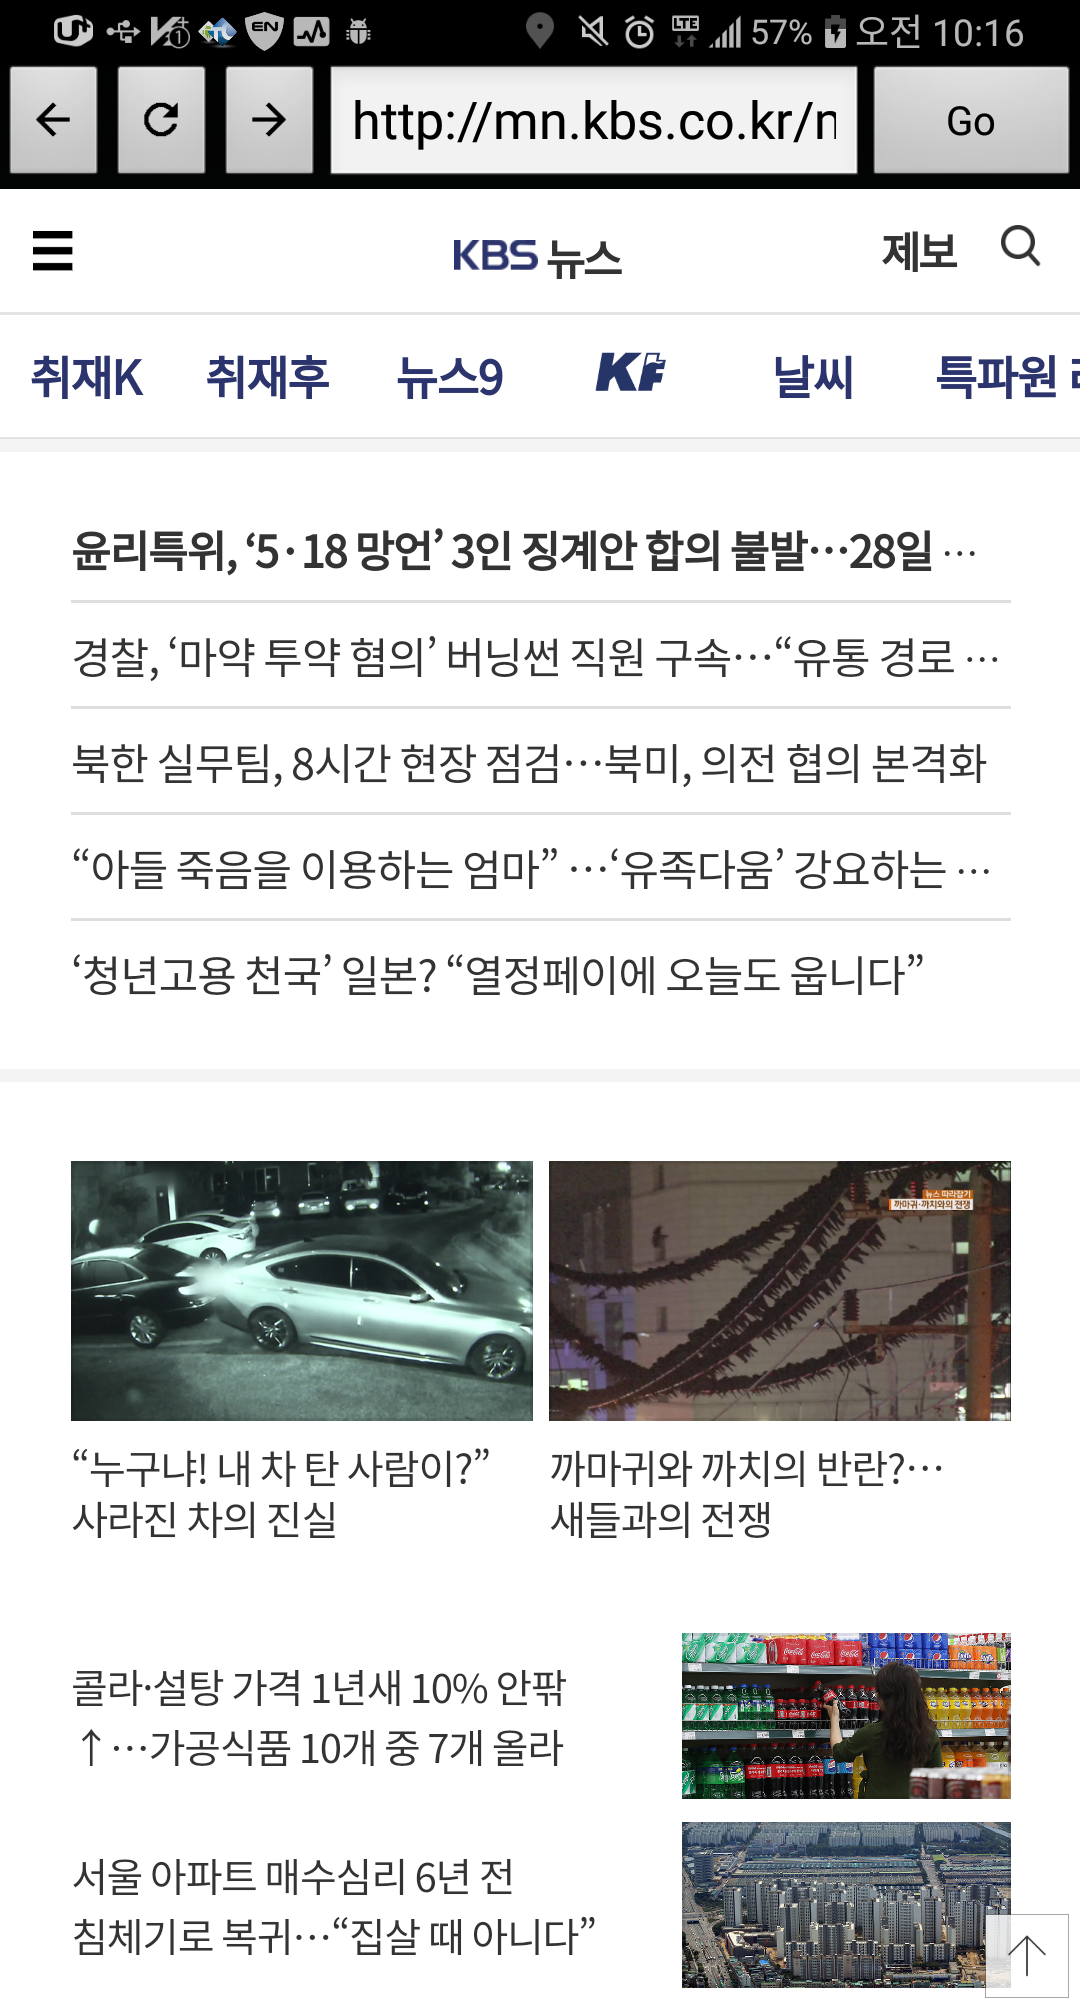 EN
LTE
57%
오전 10:16
http://mn.kbs.co.kr/n
Go
KBS 뉴스
제보
취재K 취재후 뉴스9 KF 날씨 특파원
윤리특위, ‘5·18 망언’ 3인 징계안 합의 불발…28일 …
경찰, ‘마약 투약 혐의’ 버닝썬 직원 구속…“유통 경로 …
북한 실무팀, 8시간 현장 점검…북미, 의전 협의 본격화
“아들 죽음을 이용하는 엄마” …‘유족다움’ 강요하는 …
‘청년고용 천국’ 일본? “열정페이에 오늘도 웁니다”
뉴스 따라잡기
까마귀·까치와의 전쟁
“누구냐! 내 차 탄 사람이?”
사라진 차의 진실
까마귀와 까치의 반란?…
새들과의 전쟁
콜라·설탕 가격 1년새 10% 안팎
↑…가공식품 10개 중 7개 올라
서울 아파트 매수심리 6년 전
침체기로 복귀…“집살 때 아니다”